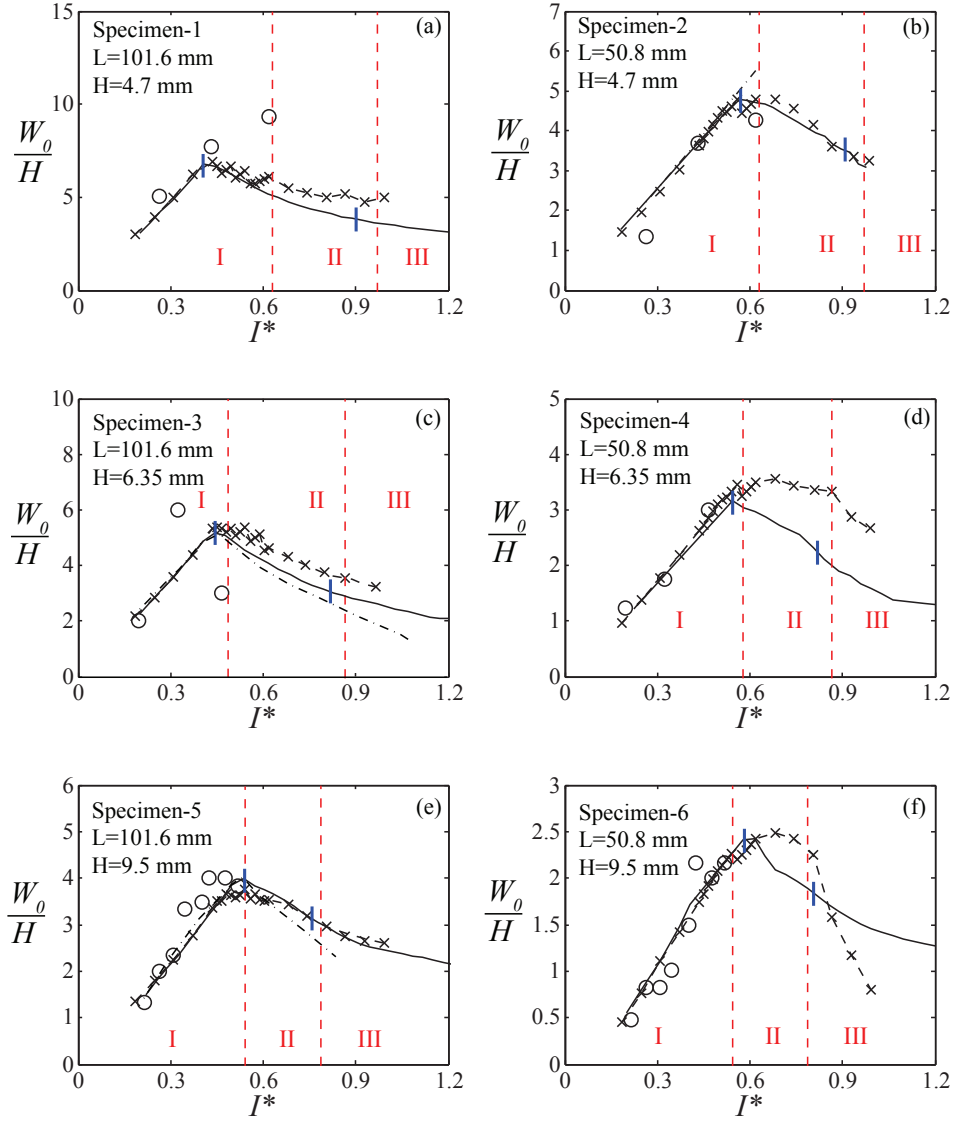 15
(a)
Specimen-1
L=101.6 mm
H=4.7 mm
10
W0
H
5
I II III
0
0 0.3 0.6 0.9 1.2
I*
7
(b)
6
Specimen-2
L=50.8 mm
H=4.7 mm
5
4
W0
H
3
2
1
I II III
0
0 0.3 0.6 0.9 1.2
I*
10
(c)
Specimen-3
L=101.6 mm
H=6.35 mm
8
I II III
6
W0
H
4
2
0
0 0.3 0.6 0.9 1.2
I*
5
(d)
Specimen-4
L=50.8 mm
H=6.35 mm
4
3
W0
H
2
1
I II III
0
0 0.3 0.6 0.9 1.2
I*
6
(e)
Specimen-5
L=101.6 mm
H=9.5 mm
5
4
W0
H
3
2
1
I II III
0
0 0.3 0.6 0.9 1.2
I*
3
(f)
Specimen-6
L=50.8 mm
H=9.5 mm
2.5
2
W0
H
1.5
1
0.5
I II III
0
0 0.3 0.6 0.9 1.2
I*